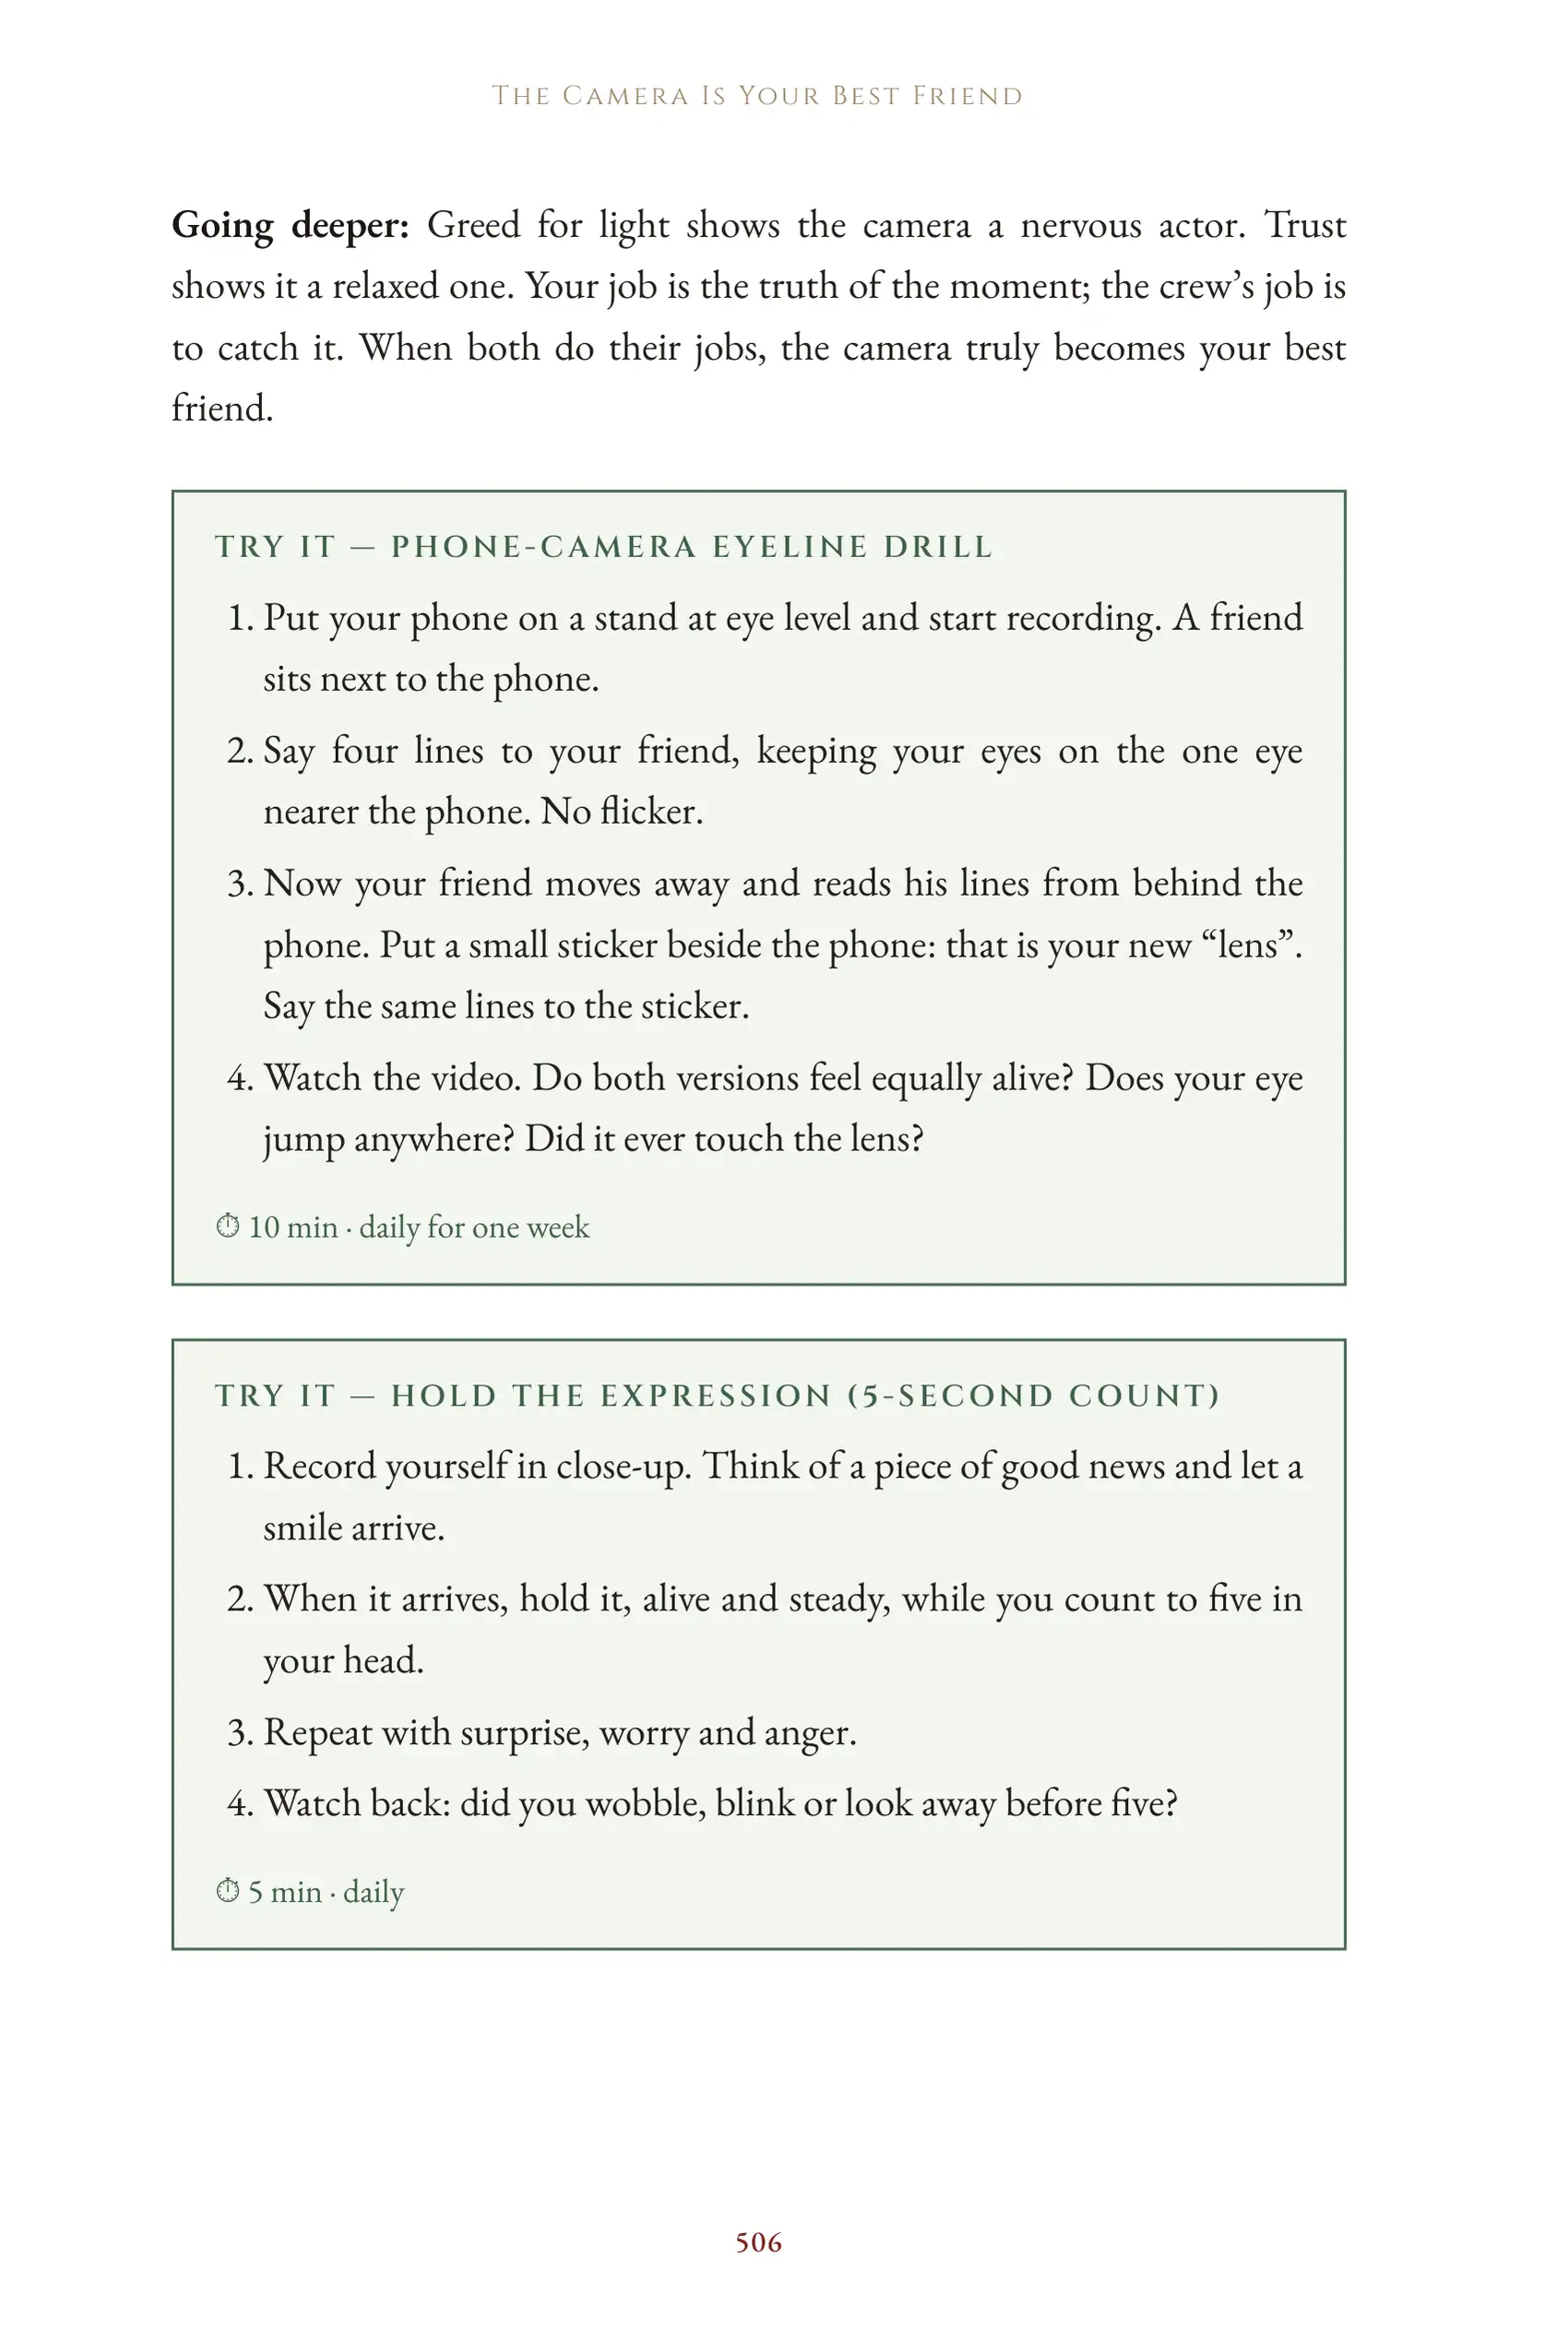 The Camera Is Your Best Friend
Going deeper: Greed for light shows the camera a nervous actor. Trust
shows it a relaxed one. Your job is the truth of the moment; the crew’s job is
to catch it. When both do their jobs, the camera truly becomes your best
friend.
TRY IT — PHONE-CAMERA EYELINE DRILL
1. Put your phone on a stand at eye level and start recording. A friend
sits next to the phone.
2. Say four lines to your friend, keeping your eyes on the one eye
nearer the phone. No flicker.
3. Now your friend moves away and reads his lines from behind the
phone. Put a small sticker beside the phone: that is your new “lens”.
Say the same lines to the sticker.
4. Watch the video. Do both versions feel equally alive? Does your eye
jump anywhere? Did it ever touch the lens?
⏱ 10 min · daily for one week
TRY IT — HOLD THE EXPRESSION (5-SECOND COUNT)
1. Record yourself in close-up. Think of a piece of good news and let a
smile arrive.
2. When it arrives, hold it, alive and steady, while you count to five in
your head.
3. Repeat with surprise, worry and anger.
4. Watch back: did you wobble, blink or look away before five?
⏱ 5 min · daily
506